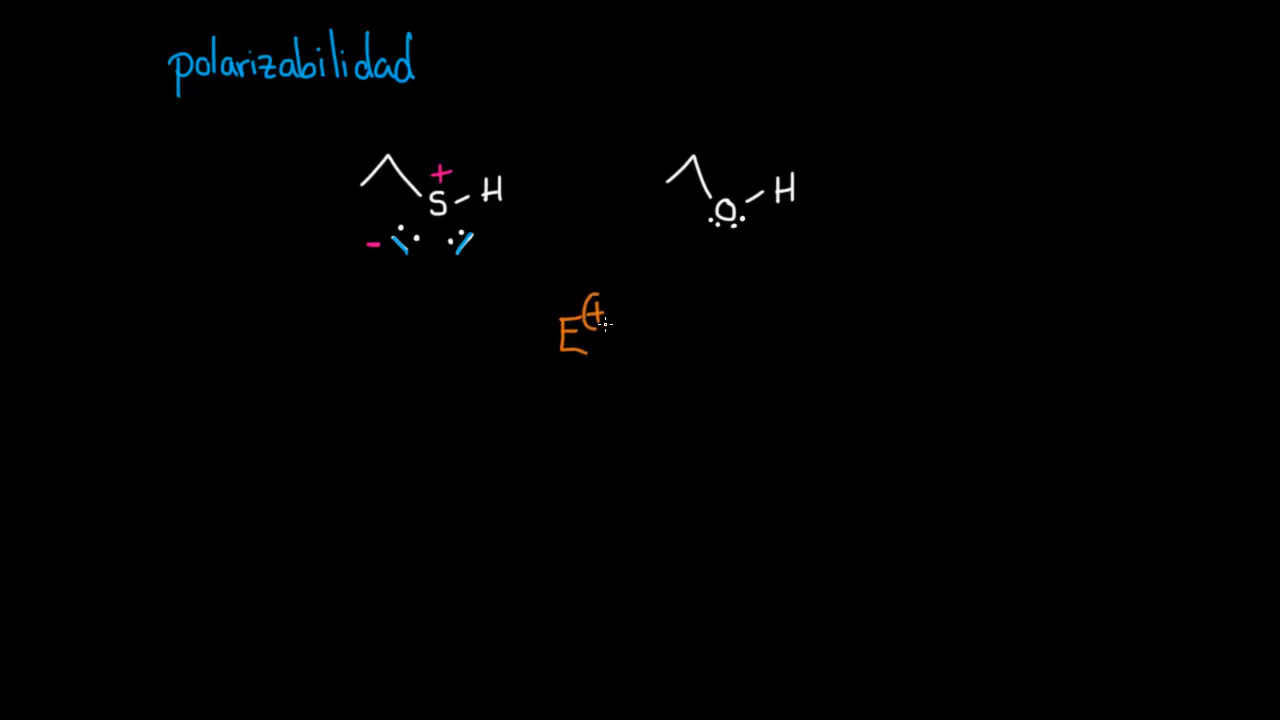 polarizabilidad
+
S H
O H
-
E+